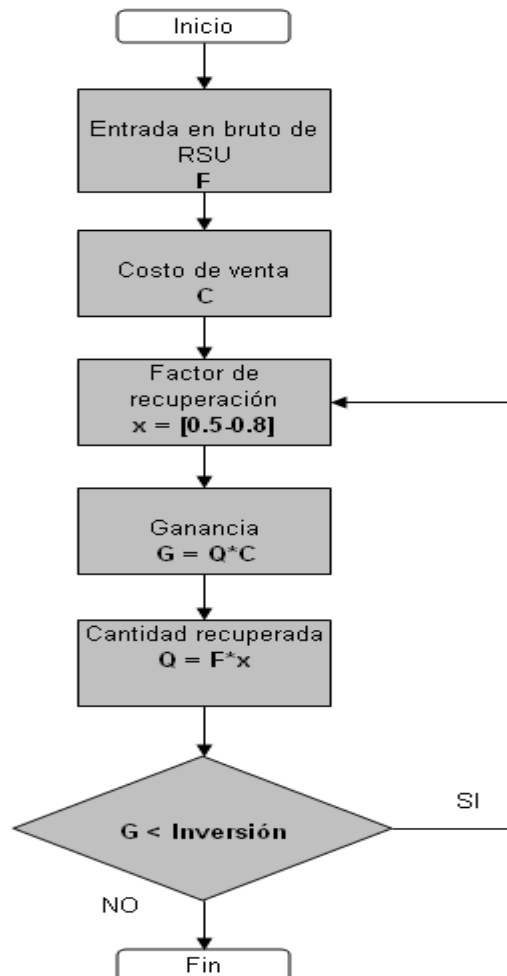 Inicio
Entrada en bruto de
RSU
F
Costo de venta
C
Factor de
recuperación
x = [0.5-0.8]
Ganancia
G = Q*C
Cantidad recuperada
Q = F*x
G < Inversión
SI
NO
Fin